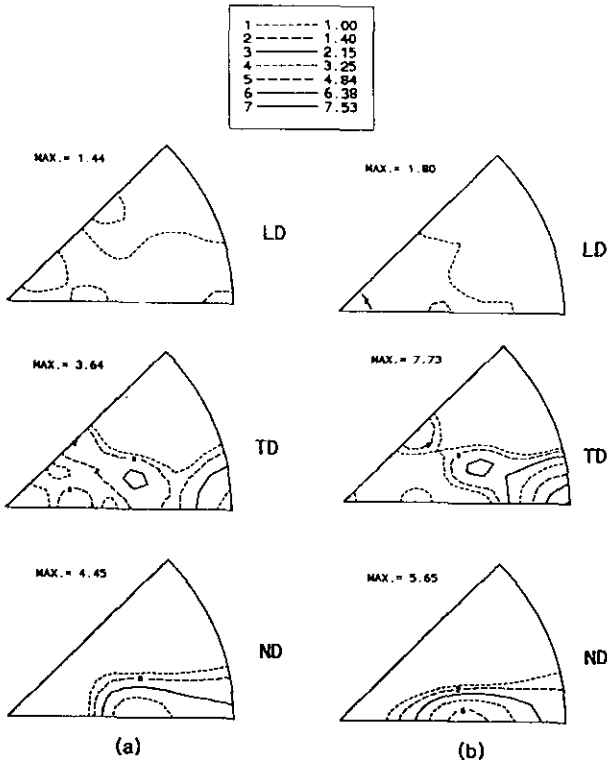 1 1.00
2 1.40
3 2.15
4 3.25
5 4.84
6 6.38
7 7.53
MAX.= 1.44
LD
MAX.= 1.80
LD
MAX.= 3.64
TD
MAX.= 7.73
TD
MAX.= 4.45
ND
MAX.= 5.65
ND
(a)
(b)